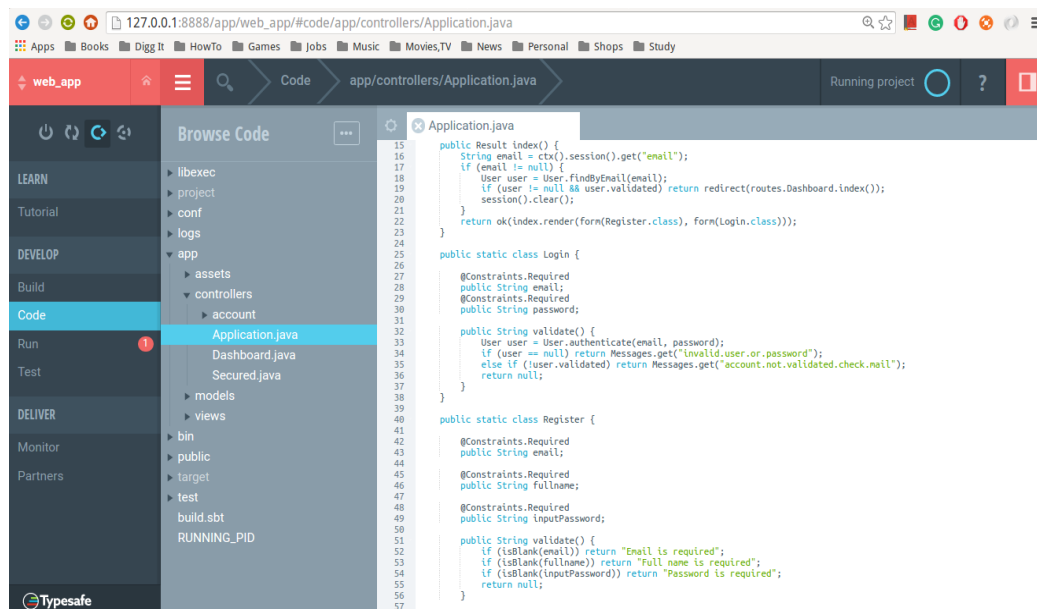 127.0.0.1:8888/app/web_app/#code/app/controllers/Application.java
Apps Books Digg It HowTo Games Jobs Music Movies,TV News Personal Shops Study
web_app Code app/controllers/Application.java Running project ?
LEARN
Tutorial
DEVELOP
Build
Code
Run 1
Test
DELIVER
Monitor
Partners
Typesafe
Browse Code ...
libexec
project
conf
logs
app
assets
controllers
account
Application.java
Dashboard.java
Secured.java
models
views
bin
public
target
test
build.sbt
RUNNING_PID
Application.java
15 public Result index() {
16 String email = ctx().session().get("email");
17 if (email != null) {
18 User user = User.findByEmail(email);
19 if (user != null && user.validated) return redirect(routes.Dashboard.index());
20 session().clear();
21 }
22 return ok(index.render(form(Register.class), form(Login.class)));
23 }
24
25 public static class Login {
26
27 @Constraints.Required
28 public String email;
29 @Constraints.Required
30 public String password;
31
32 public String validate() {
33 User user = User.authenticate(email, password);
34 if (user == null) return Messages.get("invalid.user.or.password");
35 else if (!user.validated) return Messages.get("account.not.validated.check.mail");
36 return null;
37 }
38 }
39
40 public static class Register {
41
42 @Constraints.Required
43 public String email;
44
45 @Constraints.Required
46 public String fullname;
47
48 @Constraints.Required
49 public String inputPassword;
50
51 public String validate() {
52 if (isBlank(email)) return "Email is required";
53 if (isBlank(fullname)) return "Full name is required";
54 if (isBlank(inputPassword)) return "Password is required";
55 return null;
56 }
57